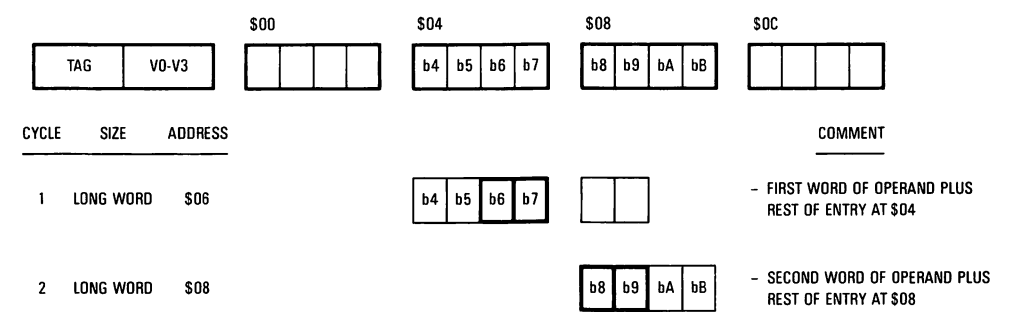 $00 $04 $08 $0C
TAG V0-V3 b4 b5 b6 b7 b8 b9 bA bB
CYCLE SIZE ADDRESS COMMENT
1 LONG WORD $06 b4 b5 b6 b7 – FIRST WORD OF OPERAND PLUS
REST OF ENTRY AT $04
2 LONG WORD $08 b8 b9 bA bB – SECOND WORD OF OPERAND PLUS
REST OF ENTRY AT $08